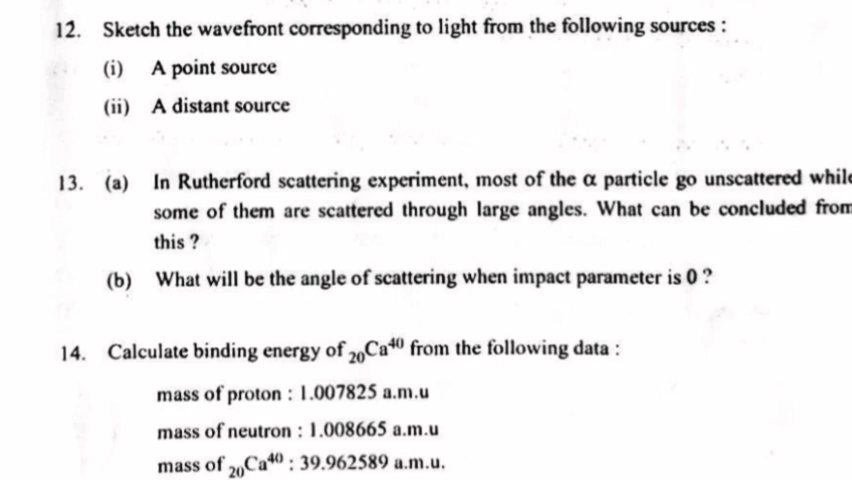 12. Sketch the wavefront corresponding to light from the following sources :
(i) A point source
(ii) A distant source
13. (a) In Rutherford scattering experiment, most of the α particle go unscattered while
some of them are scattered through large angles. What can be concluded from
this ?
(b) What will be the angle of scattering when impact parameter is 0 ?
14. Calculate binding energy of ₂₀Ca⁴⁰ from the following data :
mass of proton : 1.007825 a.m.u
mass of neutron : 1.008665 a.m.u
mass of ₂₀Ca⁴⁰ : 39.962589 a.m.u.